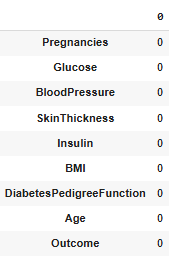 0
Pregnancies 0
Glucose 0
BloodPressure 0
SkinThickness 0
Insulin 0
BMI 0
DiabetesPedigreeFunction 0
Age 0
Outcome 0